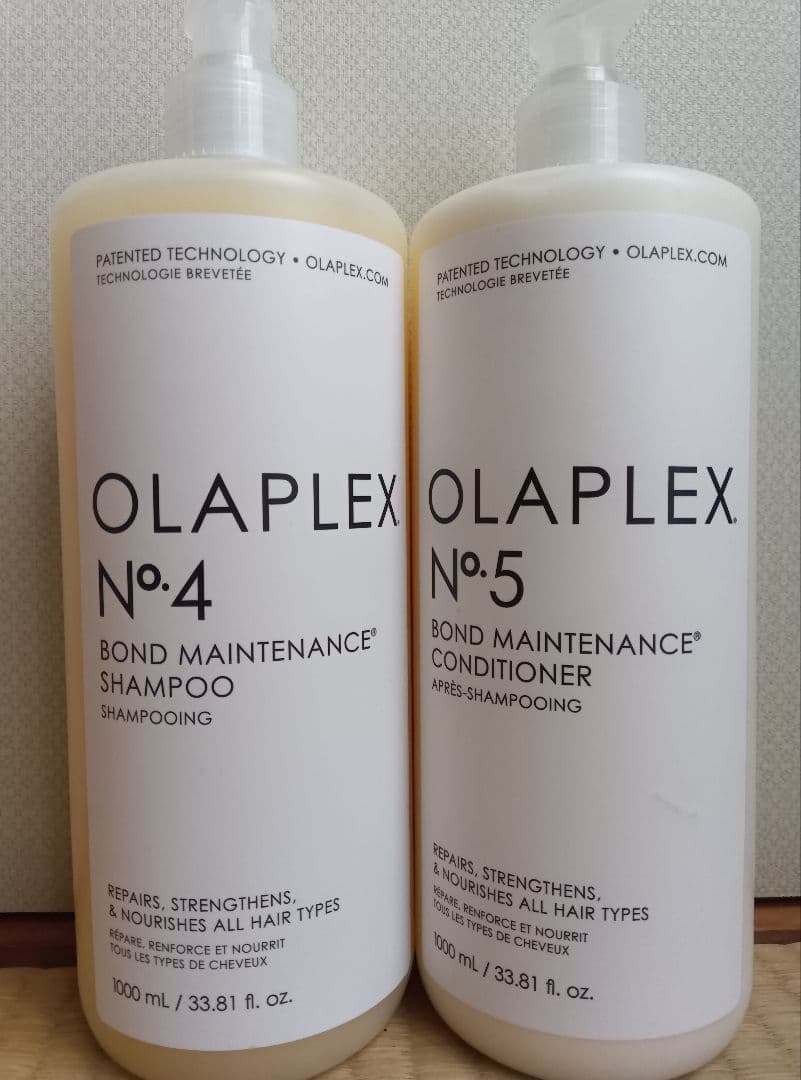 PATENTED TECHNOLOGY • OLAPLEX.COM
TECHNOLOGIE BREVETÉE
OLAPLEX.
Nº.4
BOND MAINTENANCE®
SHAMPOO
SHAMPOOING
REPAIRS, STRENGTHENS,
& NOURISHES ALL HAIR TYPES
RÉPARE, RENFORCE ET NOURRIT
TOUS LES TYPES DE CHEVEUX
1000 mL / 33.81 fl. oz.
PATENTED TECHNOLOGY • OLAPLEX.COM
TECHNOLOGIE BREVETÉE
OLAPLEX.
Nº.5
BOND MAINTENANCE®
CONDITIONER
APRÈS-SHAMPOOING
REPAIRS, STRENGTHENS,
& NOURISHES ALL HAIR TYPES
RÉPARE, RENFORCE ET NOURRIT
TOUS LES TYPES DE CHEVEUX
1000 mL / 33.81 fl. oz.